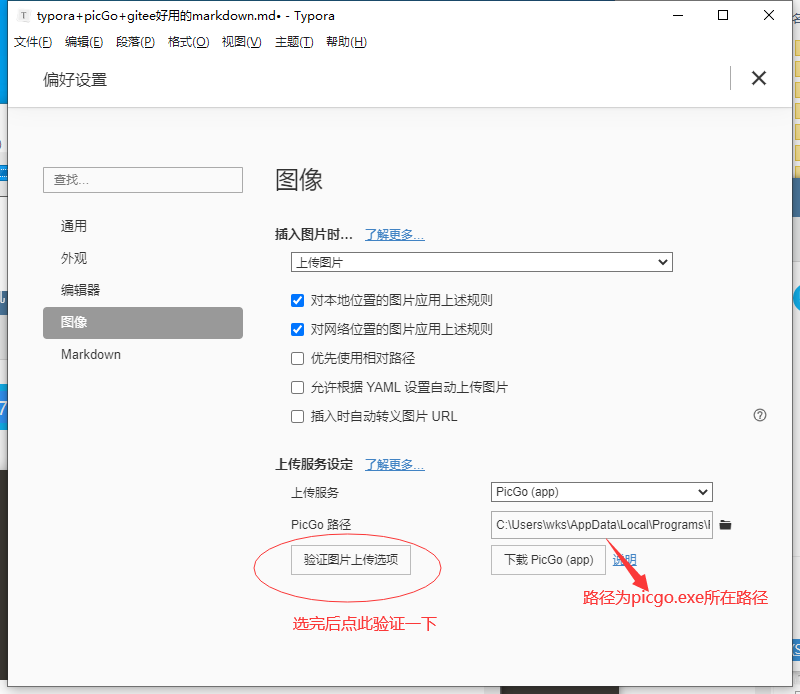 typora+picGo+gitee好用的markdown.md• - Typora
文件(F) 编辑(E) 段落(P) 格式(O) 视图(V) 主题(T) 帮助(H)
偏好设置
查找...
图像
通用
外观
编辑器
图像
Markdown
插入图片时... 了解更多...
上传图片
对本地位置的图片应用上述规则
对网络位置的图片应用上述规则
优先使用相对路径
允许根据 YAML 设置自动上传图片
插入时自动转义图片 URL
上传服务设定 了解更多...
上传服务 PicGo (app)
PicGo 路径 C:\Users\wks\AppData\Local\Programs\
验证图片上传选项 下载 PicGo (app) 说明
路径为picgo.exe所在路径
选完后点此验证一下